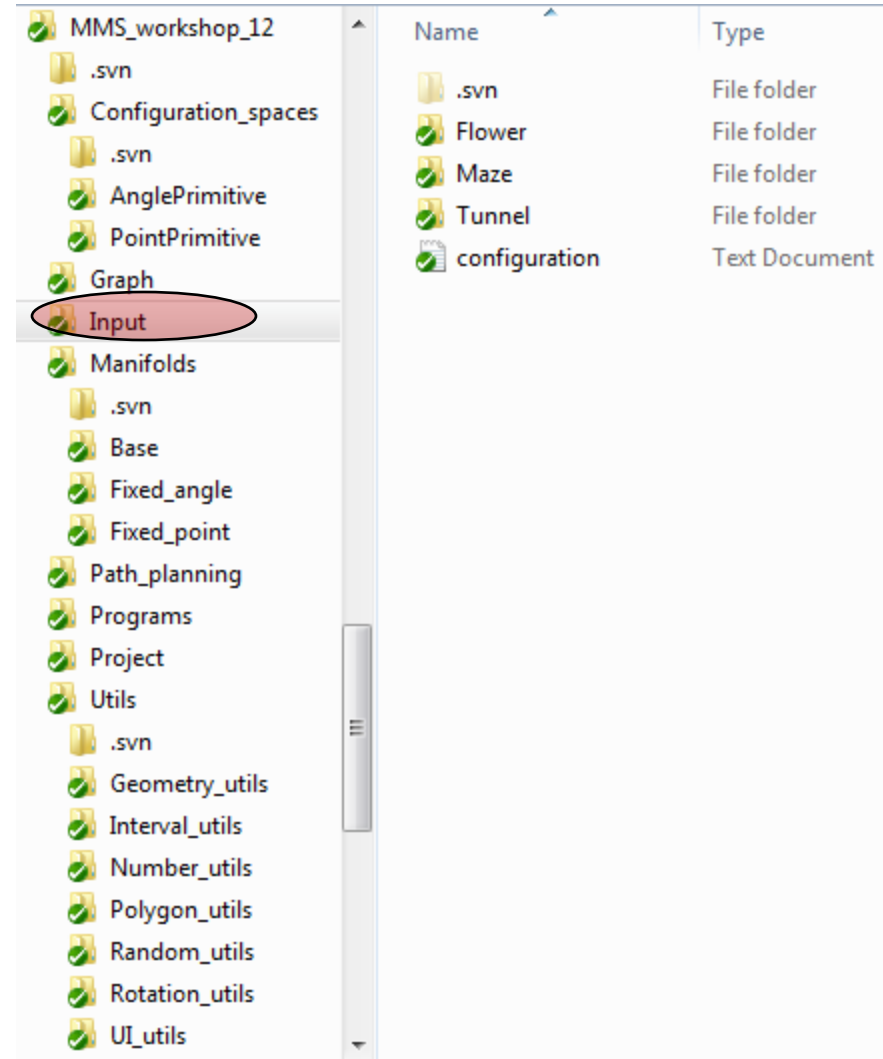 MMS_workshop_12
.svn
Configuration_spaces
.svn
AnglePrimitive
PointPrimitive
Graph
Input
Manifolds
.svn
Base
Fixed_angle
Fixed_point
Path_planning
Programs
Project
Utils
.svn
Geometry_utils
Interval_utils
Number_utils
Polygon_utils
Random_utils
Rotation_utils
UI_utils
Name Type
.svn File folder
Flower File folder
Maze File folder
Tunnel File folder
configuration Text Document